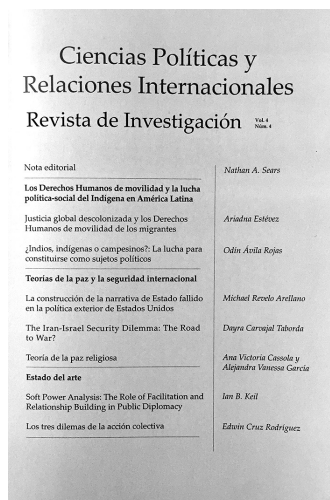 Ciencias Políticas y
Relaciones Internacionales
Revista de Investigación Vol. 4
Núm. 4
Nota editorial
Nathan A. Sears
Los Derechos Humanos de movilidad y la lucha
política-social del Indígena en América Latina
Justicia global descolonizada y los Derechos
Humanos de movilidad de los migrantes
Ariadna Estévez
¿Indios, indígenas o campesinos?: La lucha para
constituirse como sujetos políticos
Odín Ávila Rojas
Teorías de la paz y la seguridad internacional
La construcción de la narrativa de Estado fallido
en la política exterior de Estados Unidos
Michael Revelo Arellano
The Iran-Israel Security Dilemma: The Road
to War?
Dayra Carvajal Taborda
Teoría de la paz religiosa
Ana Victoria Cassola y
Alejandra Vanessa García
Estado del arte
Soft Power Analysis: The Role of Facilitation and
Relationship Building in Public Diplomacy
Ian B. Keil
Los tres dilemas de la acción colectiva
Edwin Cruz Rodríguez